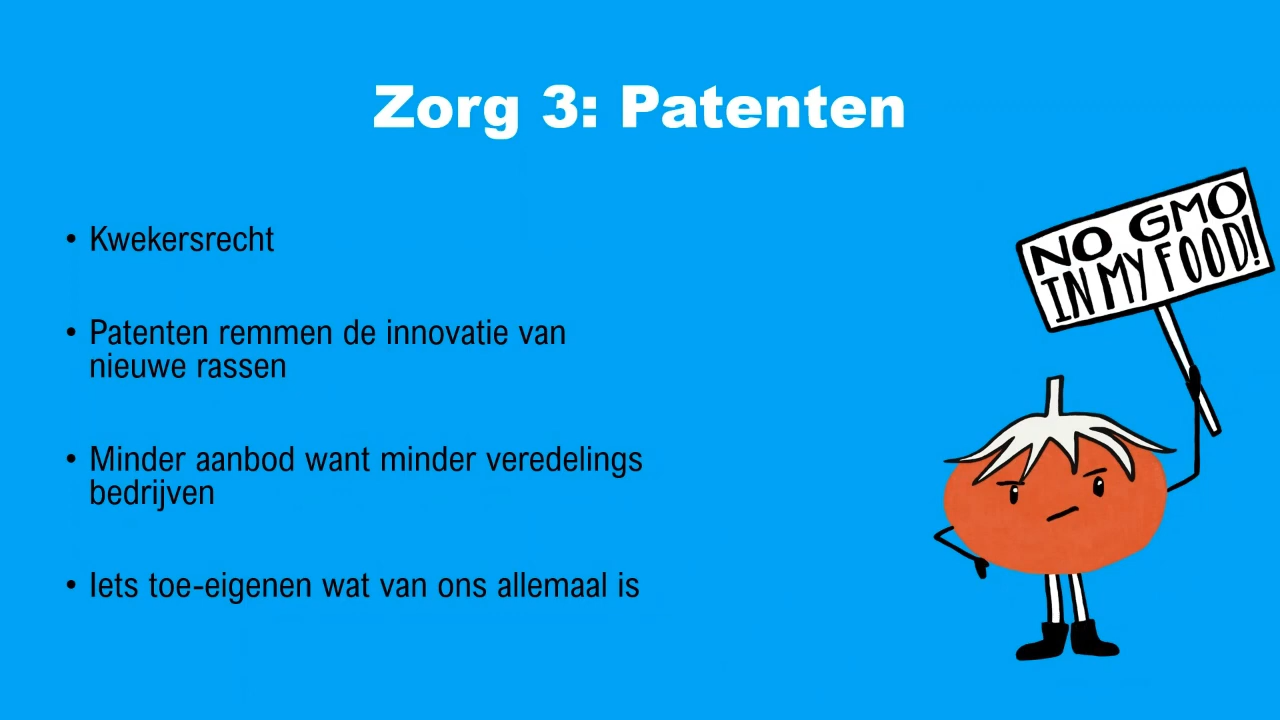 Zorg 3: Patenten
• Kwekersrecht
• Patenten remmen de innovatie van
nieuwe rassen
• Minder aanbod want minder veredelings
bedrijven
• Iets toe-eigenen wat van ons allemaal is
NO GMO
IN MY FOOD!